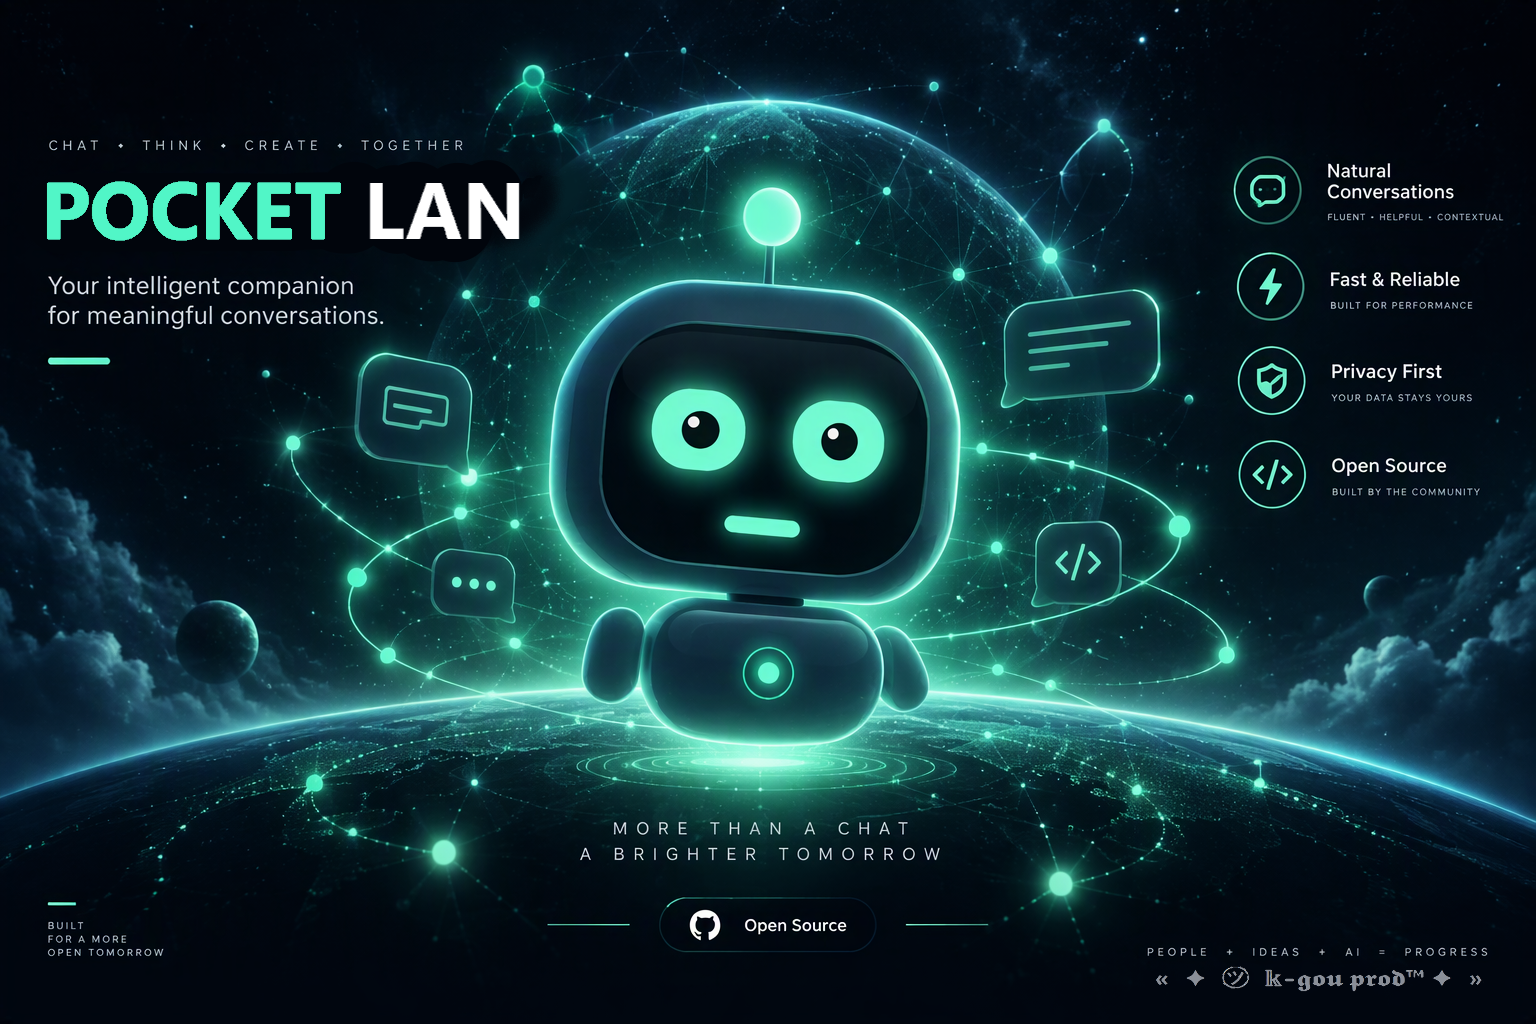 CHAT • THINK • CREATE • TOGETHER
POCKET LAN
Your intelligent companion
for meaningful conversations.
Natural
Conversations
FLUENT • HELPFUL • CONTEXTUAL
Fast & Reliable
BUILT FOR PERFORMANCE
Privacy First
YOUR DATA STAYS YOURS
</>
Open Source
BUILT BY THE COMMUNITY
</>
MORE THAN A CHAT
A BRIGHTER TOMORROW
Open Source
BUILT
FOR A MORE
OPEN TOMORROW
PEOPLE + IDEAS + AI = PROGRESS
« ✦ ㋡ 𝕜-𝖌𝖔𝖚 𝖕𝖗𝖔𝖉™ ✦ »